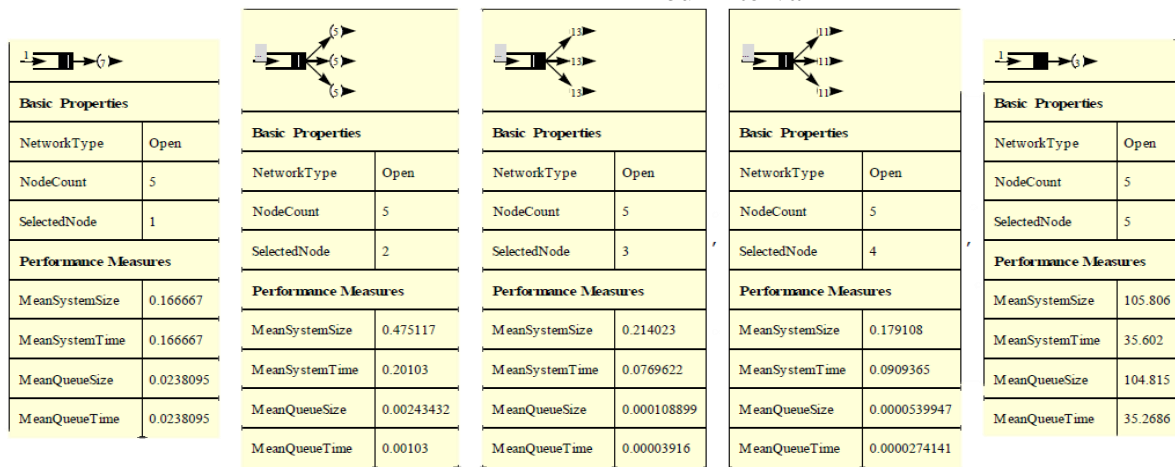 1 7
Basic Properties
NetworkType Open
NodeCount 5
SelectedNode 1
Performance Measures
MeanSystemSize 0.166667
MeanSystemTime 0.166667
MeanQueueSize 0.0238095
MeanQueueTime 0.0238095
5
5
5
Basic Properties
NetworkType Open
NodeCount 5
SelectedNode 2
Performance Measures
MeanSystemSize 0.475117
MeanSystemTime 0.20103
MeanQueueSize 0.00243432
MeanQueueTime 0.00103
13
13
13
Basic Properties
NetworkType Open
NodeCount 5
SelectedNode 3
Performance Measures
MeanSystemSize 0.214023
MeanSystemTime 0.0769622
MeanQueueSize 0.000108899
MeanQueueTime 0.00003916
,
11
11
11
Basic Properties
NetworkType Open
NodeCount 5
SelectedNode 4
Performance Measures
MeanSystemSize 0.179108
MeanSystemTime 0.0909365
MeanQueueSize 0.0000539947
MeanQueueTime 0.0000274141
,
1 3
Basic Properties
NetworkType Open
NodeCount 5
SelectedNode 5
Performance Measures
MeanSystemSize 105.806
MeanSystemTime 35.602
MeanQueueSize 104.815
MeanQueueTime 35.2686